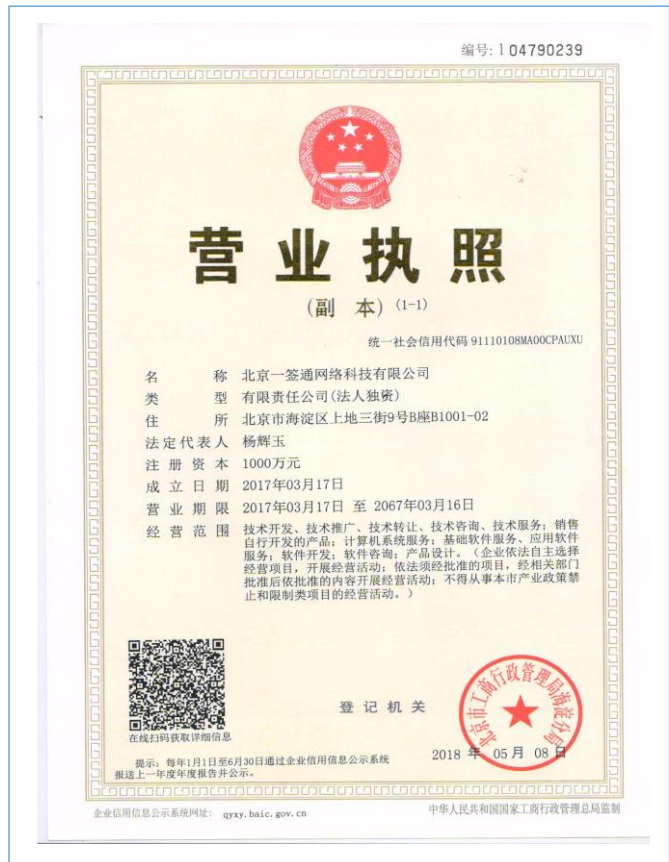 编号:1 04790239
营业执照
(副 本) (1-1)
统一社会信用代码 91110108MA00CPAUXU
名 称 北京一签通网络科技有限公司
类 型 有限责任公司(法人独资)
住 所 北京市海淀区上地三街9号B座B1001-02
法定代表人 杨辉玉
注册资本 1000万元
成立日期 2017年03月17日
营业期限 2017年03月17日 至 2067年03月16日
经营范围 技术开发、技术推广、技术转让、技术咨询、技术服务;销售
自行开发的产品;计算机系统服务;基础软件服务、应用软件
服务;软件开发;软件咨询;产品设计。(企业依法自主选择
经营项目,开展经营活动;依法须经批准的项目,经相关部门
批准后依批准的内容开展经营活动;不得从事本市产业政策禁
止和限制类项目的经营活动。)
在线扫码获取详细信息
登记机关
北京市工商行政管理局海淀分局
2018 年 05 月 08 日
提示:每年1月1日至6月30日通过企业信用信息公示系统
报送上一年度年度报告并公示。
企业信用信息公示系统网址: qyxy.baic.gov.cn
中华人民共和国国家工商行政管理总局监制